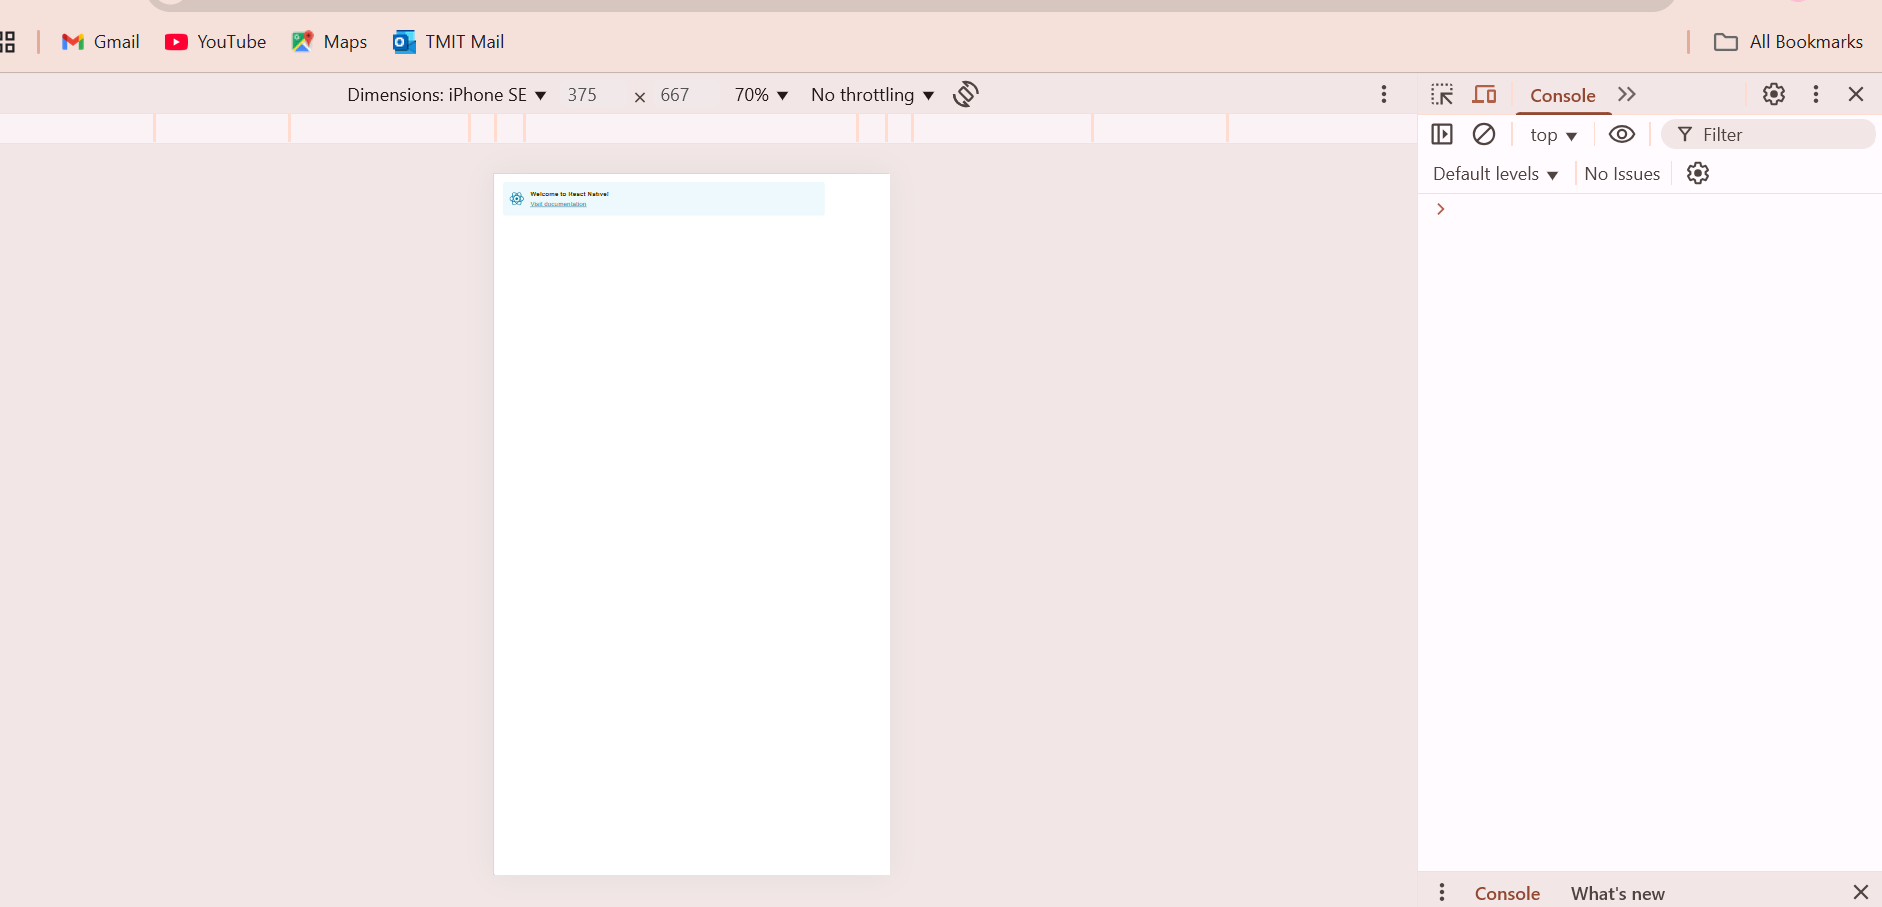 Gmail YouTube Maps TMIT Mail All Bookmarks
Dimensions: iPhone SE 375 × 667 70% No throttling Console
top Filter
Default levels No Issues
Welcome to React Native!
Visit documentation
Console What's new